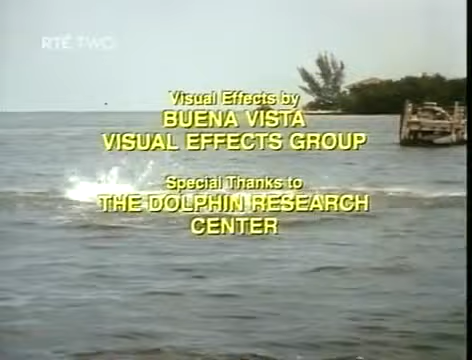 RTÉ TWO
Visual Effects by
BUENA VISTA
VISUAL EFFECTS GROUP
Special Thanks to
THE DOLPHIN RESEARCH
CENTER